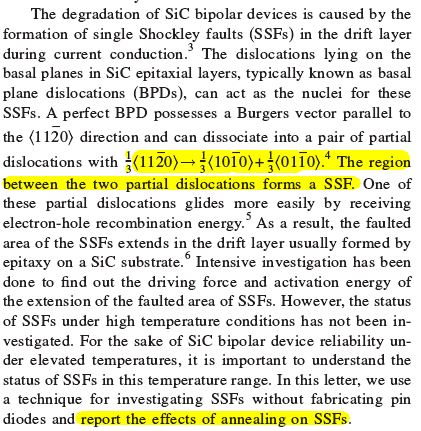 The degradation of SiC bipolar devices is caused by the
formation of single Shockley faults (SSFs) in the drift layer
during current conduction.³ The dislocations lying on the
basal planes in SiC epitaxial layers, typically known as basal
plane dislocations (BPDs), can act as the nuclei for these
SSFs. A perfect BPD possesses a Burgers vector parallel to
the ⟨112̄0⟩ direction and can dissociate into a pair of partial
dislocations with ⅓⟨112̄0⟩→⅓⟨101̄0⟩+⅓⟨011̄0⟩.⁴ The region
between the two partial dislocations forms a SSF. One of
these partial dislocations glides more easily by receiving
electron-hole recombination energy.⁵ As a result, the faulted
area of the SSFs extends in the drift layer usually formed by
epitaxy on a SiC substrate.⁶ Intensive investigation has been
done to find out the driving force and activation energy of
the extension of the faulted area of SSFs. However, the status
of SSFs under high temperature conditions has not been in-
vestigated. For the sake of SiC bipolar device reliability un-
der elevated temperatures, it is important to understand the
status of SSFs in this temperature range. In this letter, we use
a technique for investigating SSFs without fabricating pin
diodes and report the effects of annealing on SSFs.